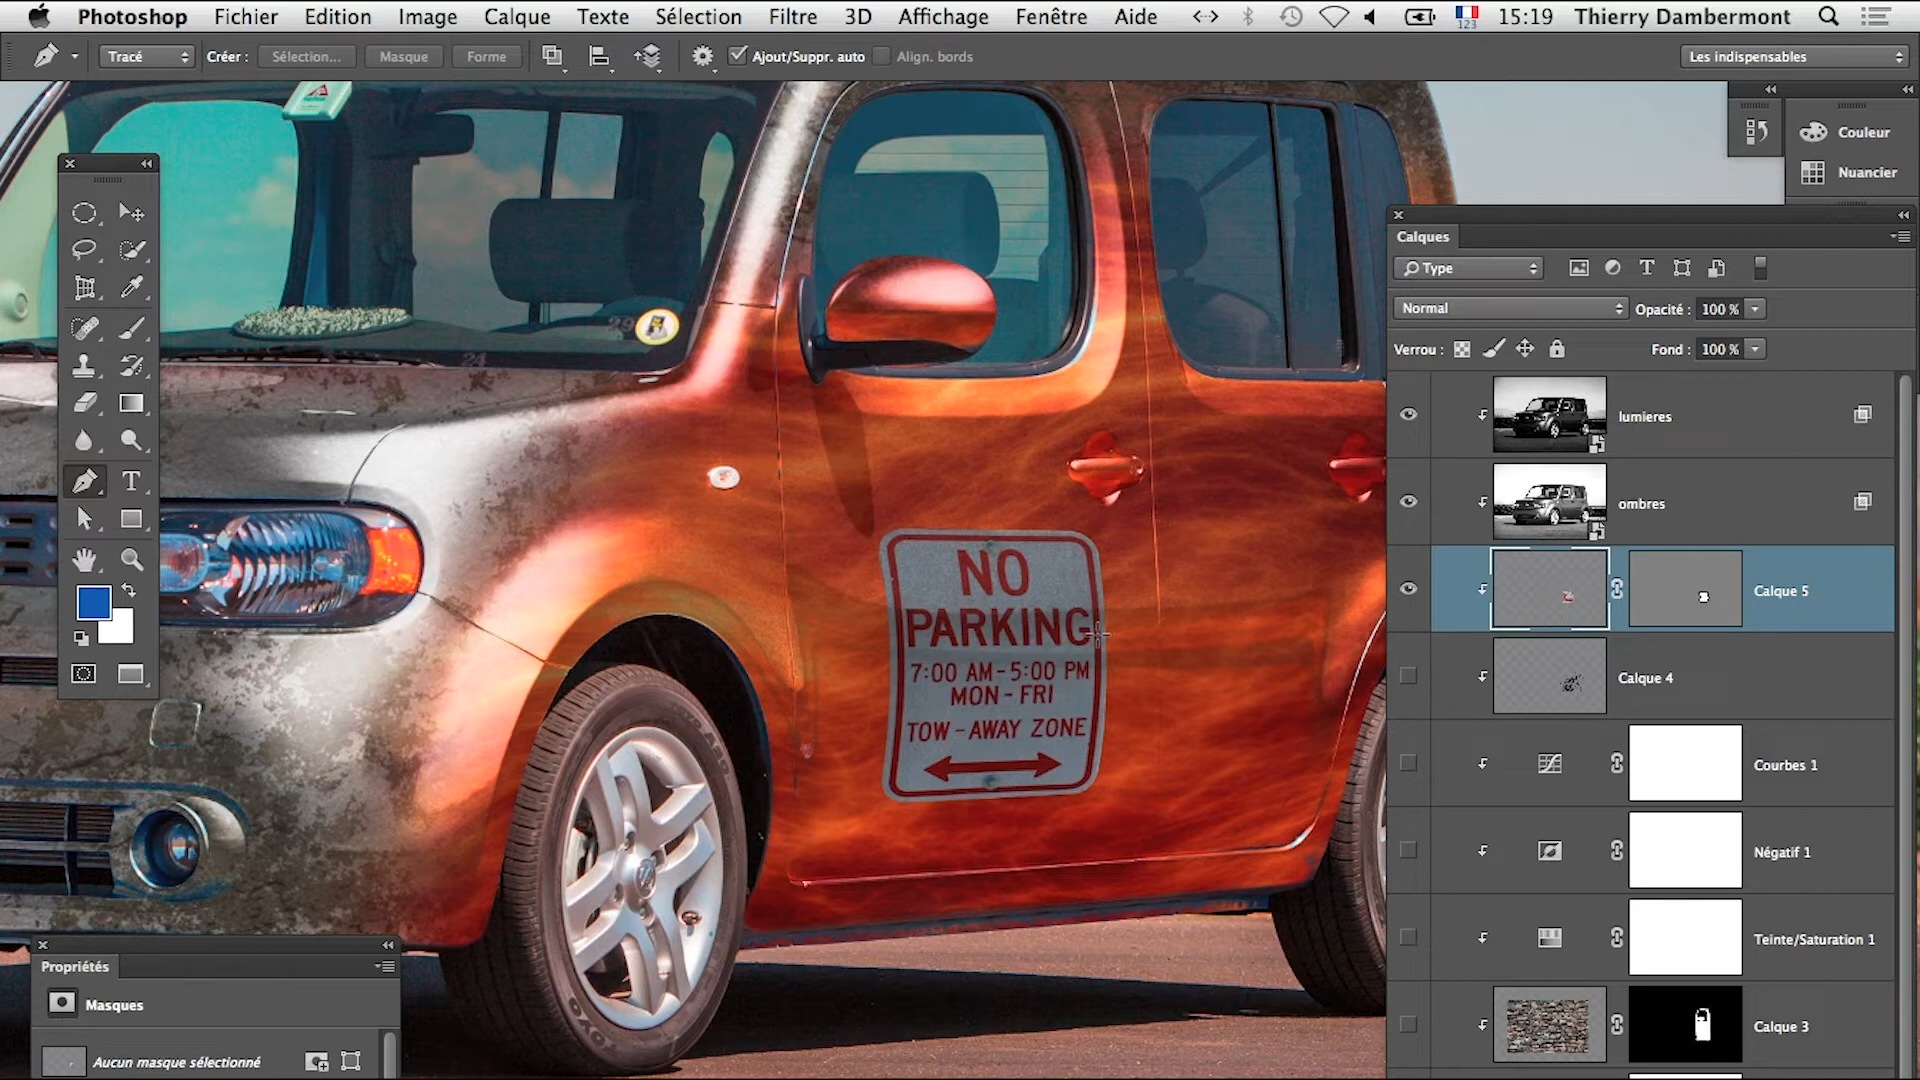 Photoshop Fichier Edition Image Calque Texte Sélection Filtre 3D Affichage Fenêtre Aide 123 15:19 Thierry Dambermont
Tracé Créer : Sélection... Masque Forme Ajout/Suppr. auto Align. bords Les indispensables
Couleur
Nuancier
Calques
Type
Normal Opacité : 100 %
Verrou : Fond : 100 %
lumieres
ombres
Calque 5
Calque 4
Courbes 1
Négatif 1
Teinte/Saturation 1
Calque 3
T
NO
PARKING
7:00 AM-5:00 PM
MON-FRI
TOW-AWAY ZONE
Propriétés
Masques
Aucun masque sélectionné